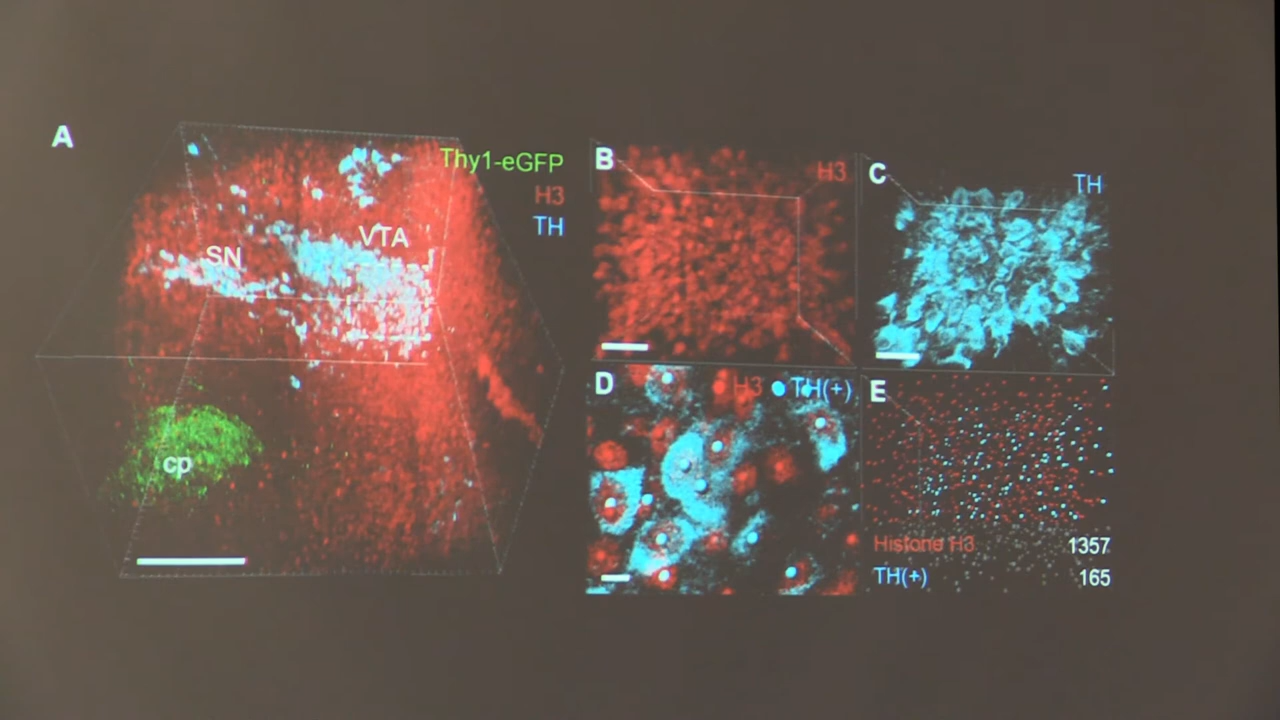 A
Thy1-eGFP
H3
TH
VTA
SN
cp
B
H3
C
TH
D
H3 TH(+)
E
Histone H3 1357
TH(+) 165